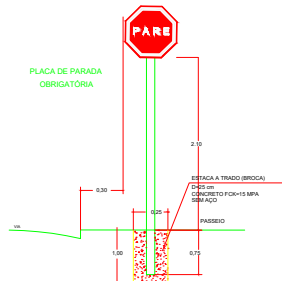 PARE
PLACA DE PARADA
OBRIGATÓRIA
2.10
ESTACA A TRADO (BROCA)
D=25 cm
CONCRETO FCK=15 MPA
SEM AÇO
0,30
0,25
PASSEIO
VIA
1,00
0,75